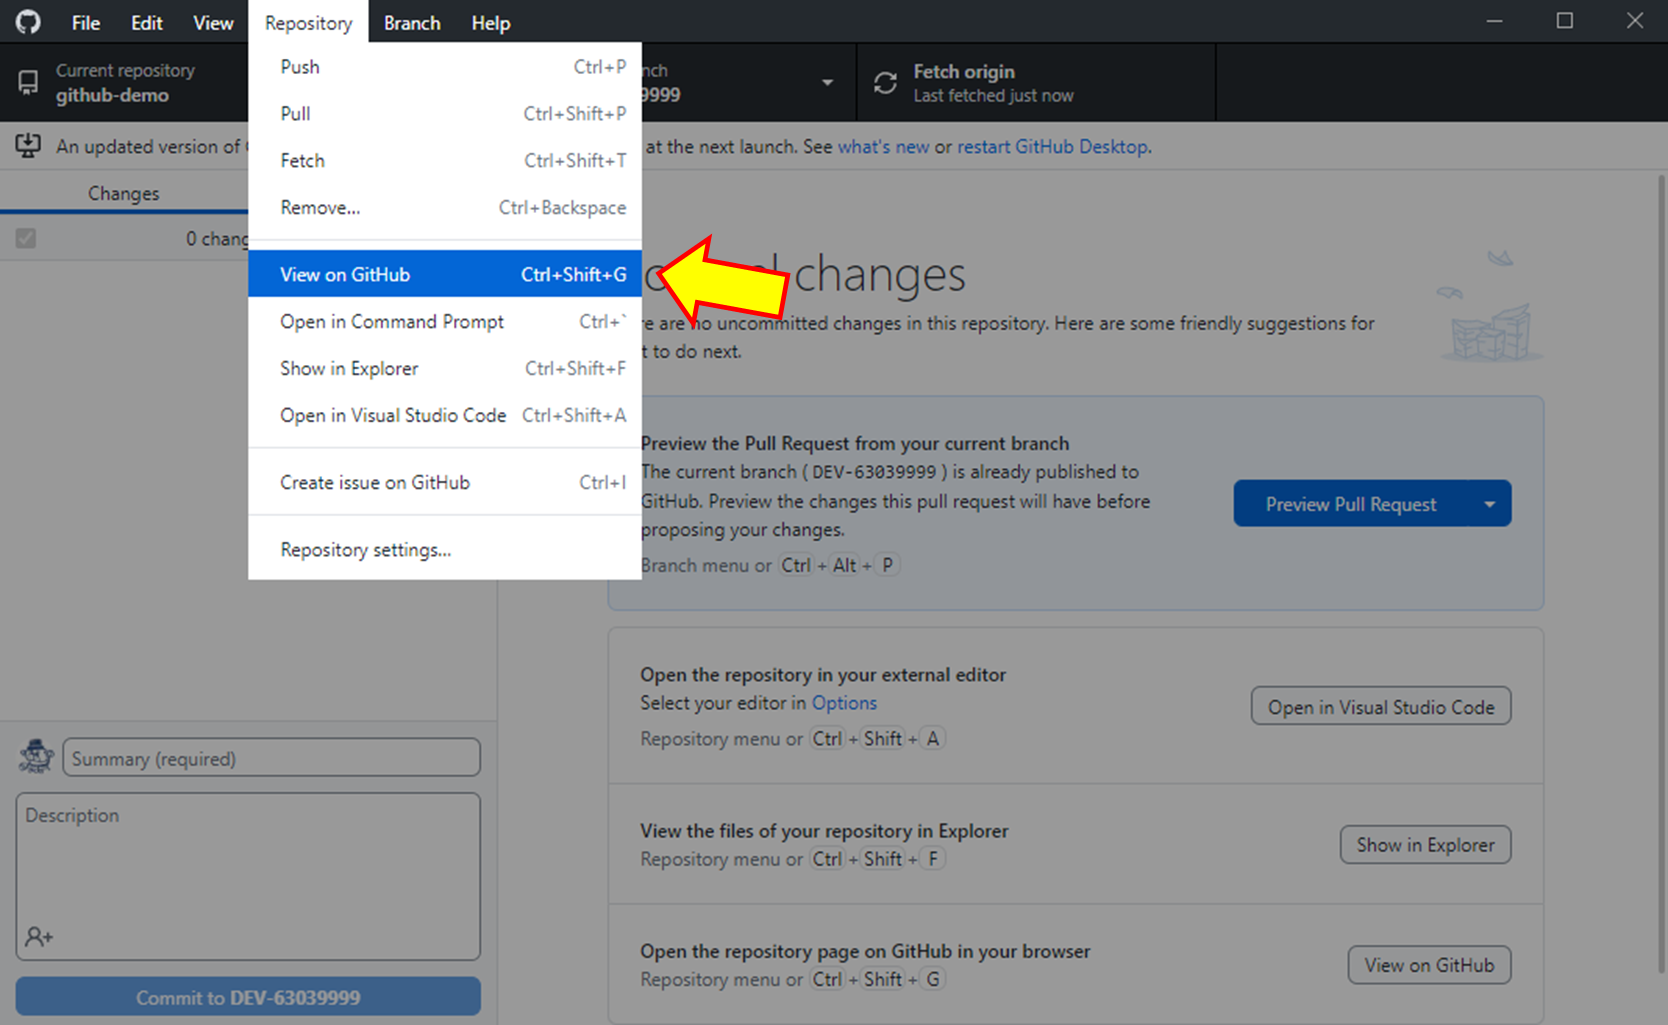 File Edit View Repository Branch Help
Current repository
github-demo
Fetch origin
Last fetched just now
An updated version of
at the next launch. See what's new or restart GitHub Desktop.
Changes
0 chang
Push Ctrl+P
Pull Ctrl+Shift+P
Fetch Ctrl+Shift+T
Remove... Ctrl+Backspace
View on GitHub Ctrl+Shift+G
Open in Command Prompt Ctrl+`
Show in Explorer Ctrl+Shift+F
Open in Visual Studio Code Ctrl+Shift+A
Create issue on GitHub Ctrl+I
Repository settings...
nch
9999
changes
re are no uncommitted changes in this repository. Here are some friendly suggestions for
t to do next.
Preview the Pull Request from your current branch
The current branch ( DEV-63039999 ) is already published to
GitHub. Preview the changes this pull request will have before
proposing your changes.
Branch menu or Ctrl + Alt + P
Preview Pull Request
Open the repository in your external editor
Select your editor in Options
Repository menu or Ctrl + Shift + A
Open in Visual Studio Code
View the files of your repository in Explorer
Repository menu or Ctrl + Shift + F
Show in Explorer
Open the repository page on GitHub in your browser
Repository menu or Ctrl + Shift + G
View on GitHub
Summary (required)
Description
Commit to DEV-63039999